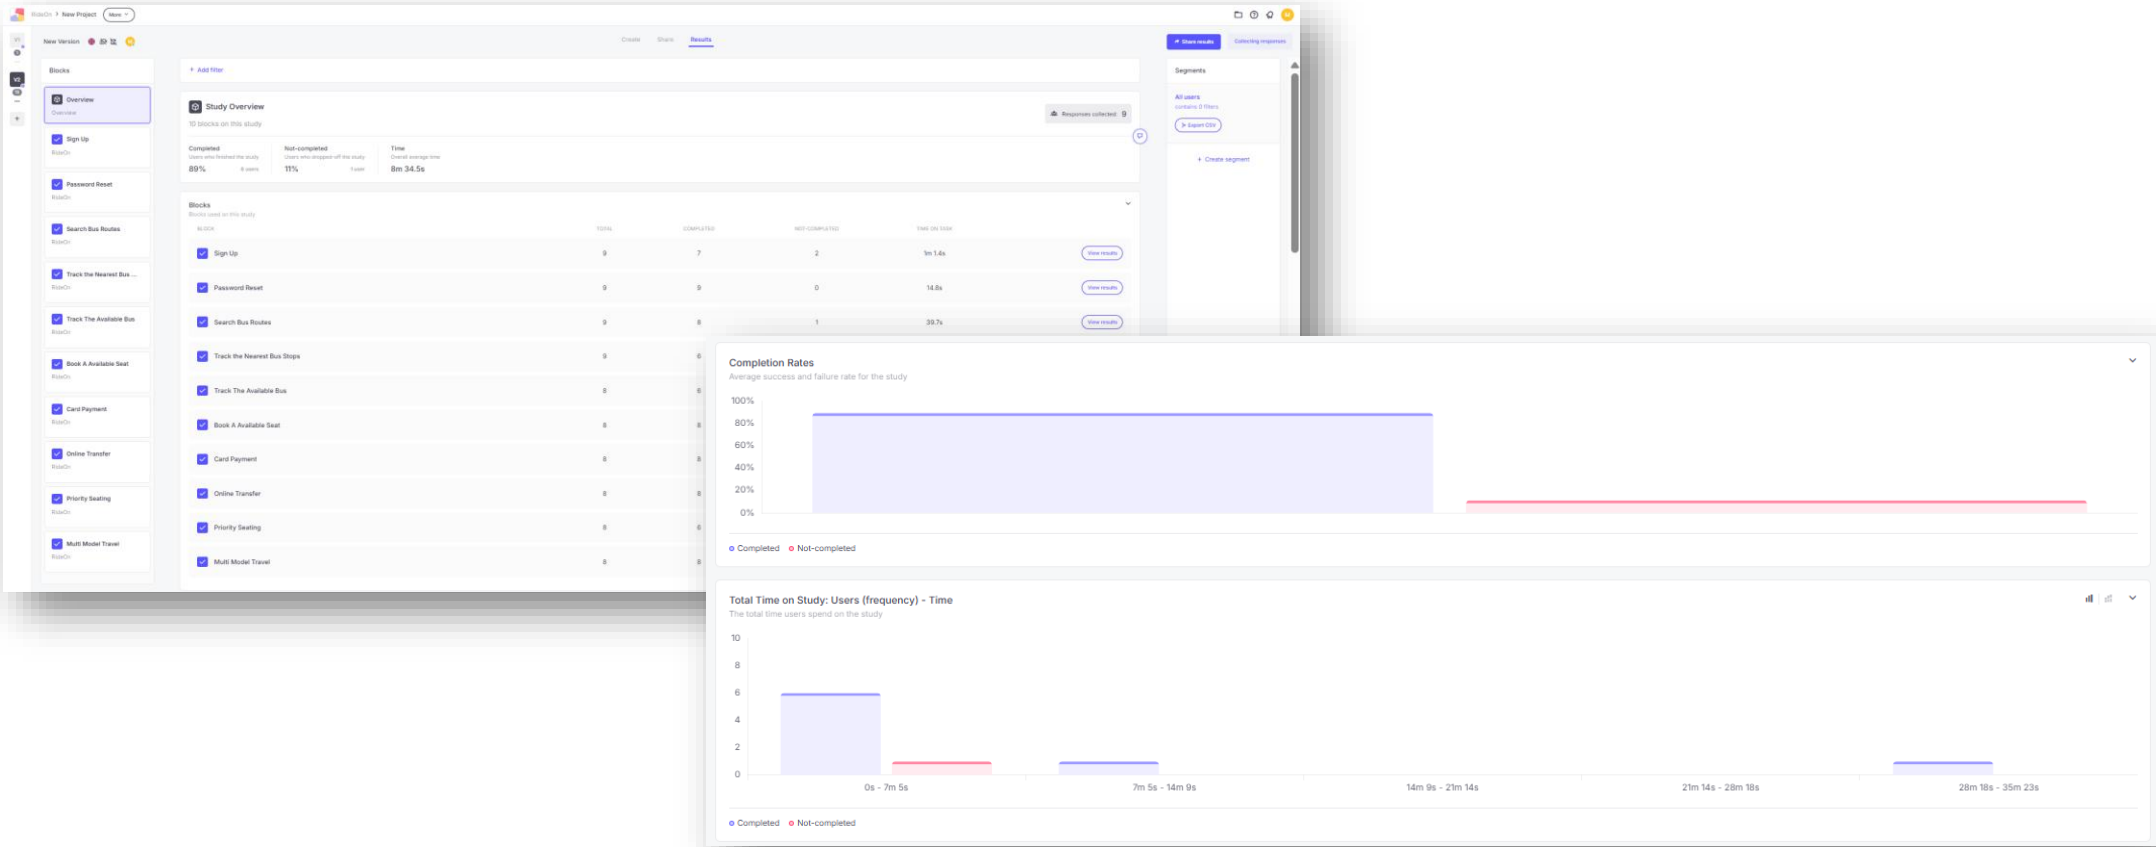 RideOn > New Project More
New Version
Create Share Results
Share results Collecting responses
Blocks
Overview
Overview
Sign Up
RideOn
Password Reset
RideOn
Search Bus Routes
RideOn
Track the Nearest Bus ...
RideOn
Track The Available Bus
RideOn
Book A Available Seat
RideOn
Card Payment
RideOn
Online Transfer
RideOn
Priority Seating
RideOn
Multi Model Travel
RideOn
+ Add filter
Study Overview
10 blocks on this study
Responses collected: 9
Completed
Users who finished the study
89% 8 users
Not-completed
Users who dropped off the study
11% 1 user
Time
Overall average time
8m 34.5s
Blocks
Blocks used on this study
BLOCK TOTAL COMPLETED NOT-COMPLETED TIME ON TASK
Sign Up 9 7 2 1m 1.4s View results
Password Reset 9 9 0 14.8s View results
Search Bus Routes 9 8 1 39.7s View results
Track the Nearest Bus Stops 9 6
Track The Available Bus 8 6
Book A Available Seat 8 8
Card Payment 8 8
Online Transfer 8 8
Priority Seating 8 8
Multi Model Travel 8 8
Segments
All users
contains 0 filters
Export CSV
+ Create segment
Completion Rates
Average success and failure rate for the study
100%
80%
60%
40%
20%
0%
Completed Not-completed
Total Time on Study: Users (frequency) - Time
The total time users spend on the study
10
8
6
4
2
0
0s - 7m 5s 7m 5s - 14m 9s 14m 9s - 21m 14s 21m 14s - 28m 18s 28m 18s - 35m 23s
Completed Not-completed